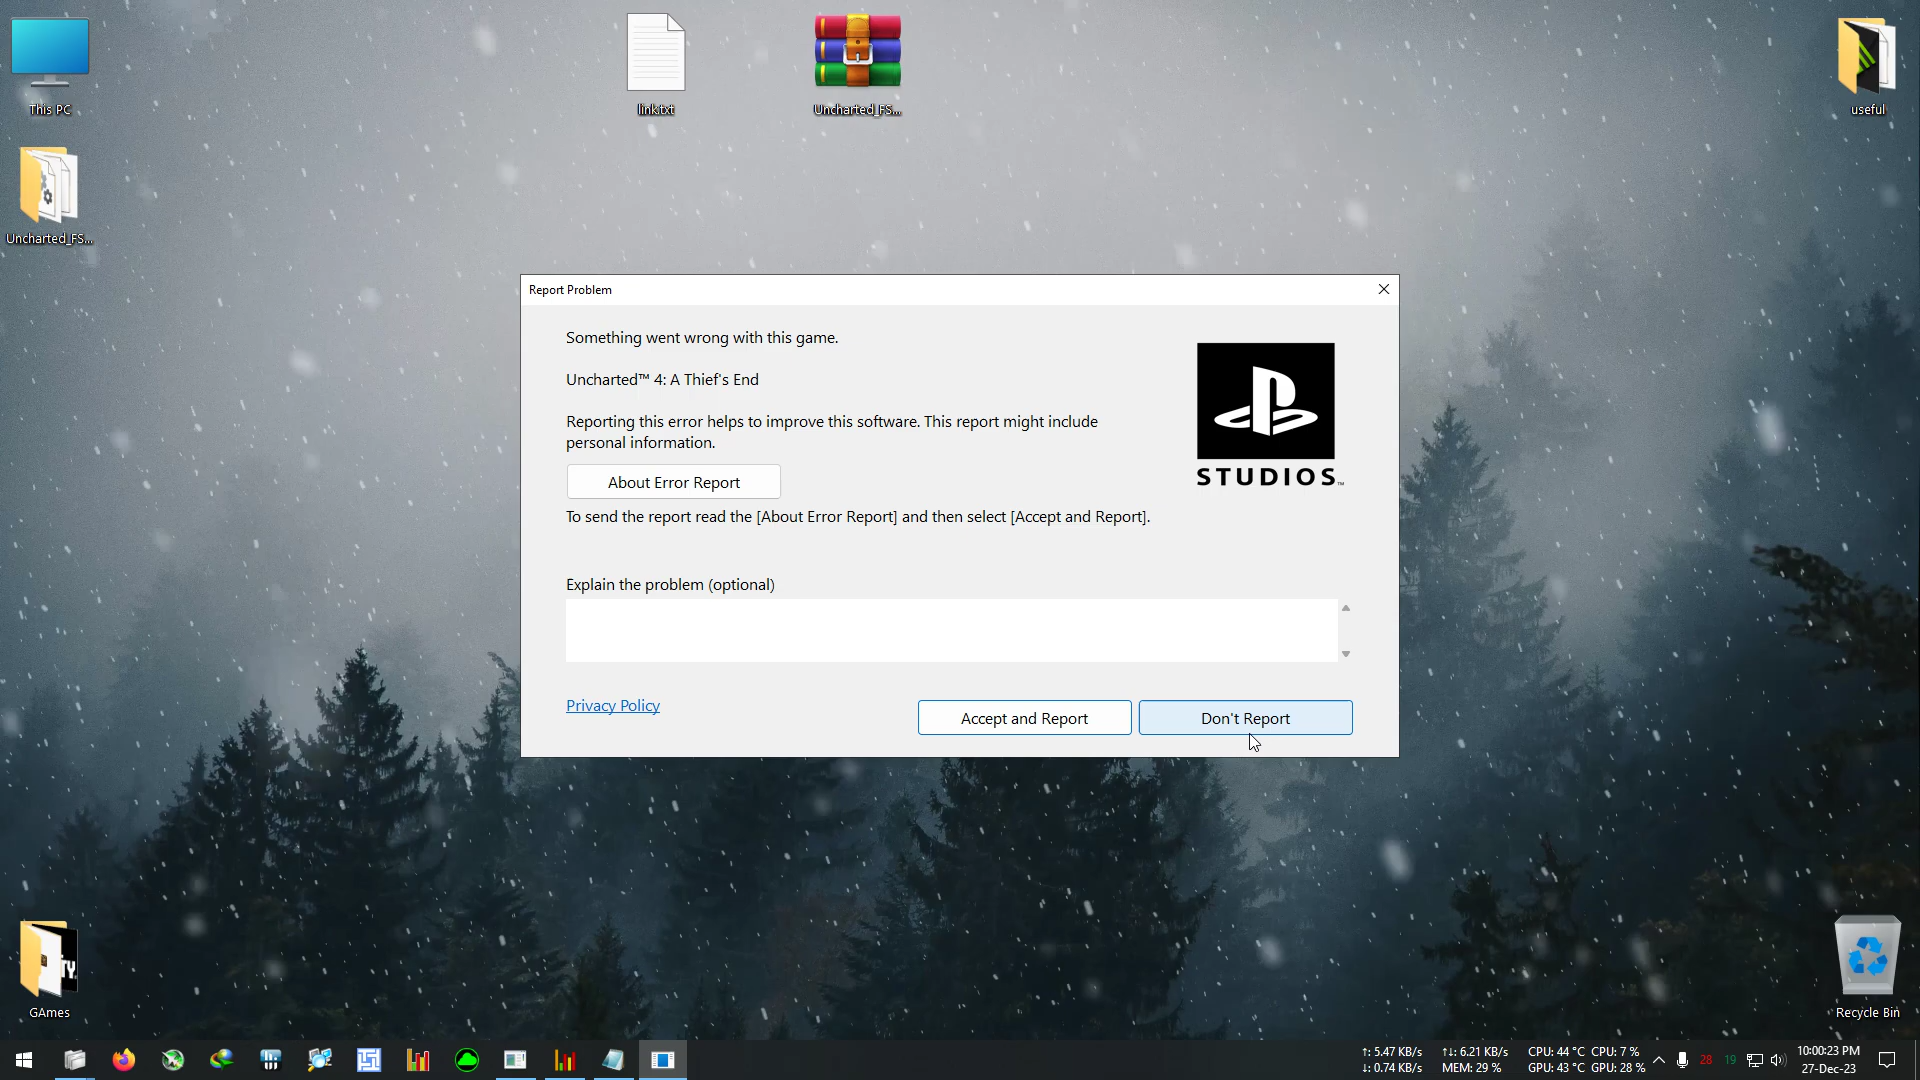 This PC
link.txt
Uncharted_FS...
useful
Uncharted_FS...
Report Problem
Something went wrong with this game.
Uncharted™ 4: A Thief's End
Reporting this error helps to improve this software. This report might include
personal information.
About Error Report
STUDIOS™
To send the report read the [About Error Report] and then select [Accept and Report].
Explain the problem (optional)
Privacy Policy
Accept and Report
Don't Report
TY.
GAmes
Recycle Bin
↑: 5.47 KB/s
↓: 0.74 KB/s
↑↓: 6.21 KB/s
MEM: 29 %
CPU: 44 °C CPU: 7 %
GPU: 43 °C GPU: 28 %
28
19
10:00:23 PM
27-Dec-23